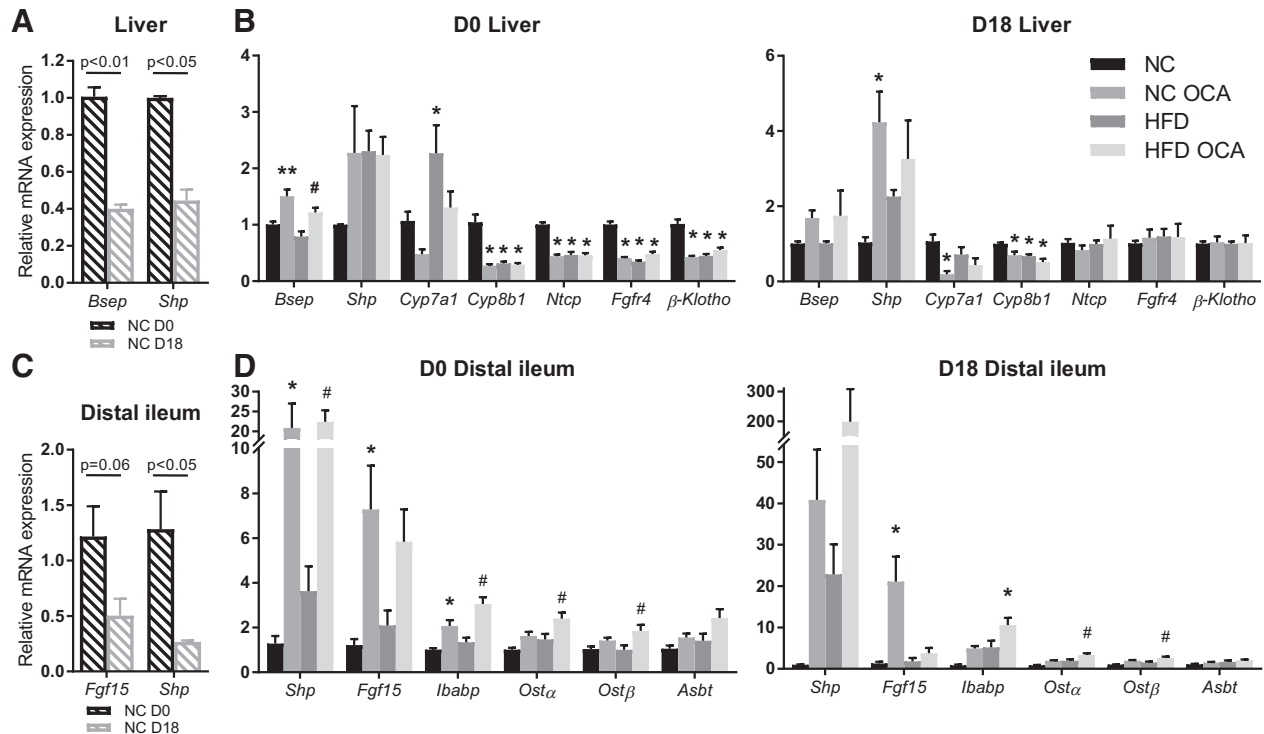 A
Liver
p<0.01
p<0.05
Relative mRNA expression
1.2
1.0
0.8
0.6
0.4
0.2
0.0
Bsep
Shp
NC D0
NC D18
B
D0 Liver
4
3
2
1
0
**
#
*
* * *
* * *
* * *
* * *
Bsep
Shp
Cyp7a1
Cyp8b1
Ntcp
Fgfr4
β-Klotho
D18 Liver
6
4
2
0
*
*
* * *
Bsep
Shp
Cyp7a1
Cyp8b1
Ntcp
Fgfr4
β-Klotho
NC
NC OCA
HFD
HFD OCA
C
Distal ileum
p=0.06
p<0.05
Relative mRNA expression
2.0
1.5
1.0
0.5
0.0
Fgf15
Shp
NC D0
NC D18
D
D0 Distal ileum
30
25
20
10
8
6
4
2
0
*
#
*
*
#
#
#
Shp
Fgf15
Ibabp
Ostα
Ostβ
Asbt
D18 Distal ileum
300
200
50
40
30
20
10
0
*
*
#
#
Shp
Fgf15
Ibabp
Ostα
Ostβ
Asbt